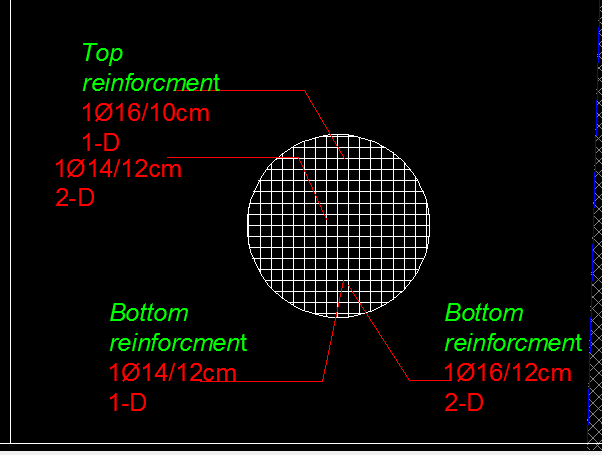 Top
reinforcment
1Ø16/10cm
1-D
1Ø14/12cm
2-D
Bottom
reinforcment
1Ø14/12cm
1-D
Bottom
reinforcment
1Ø16/12cm
2-D